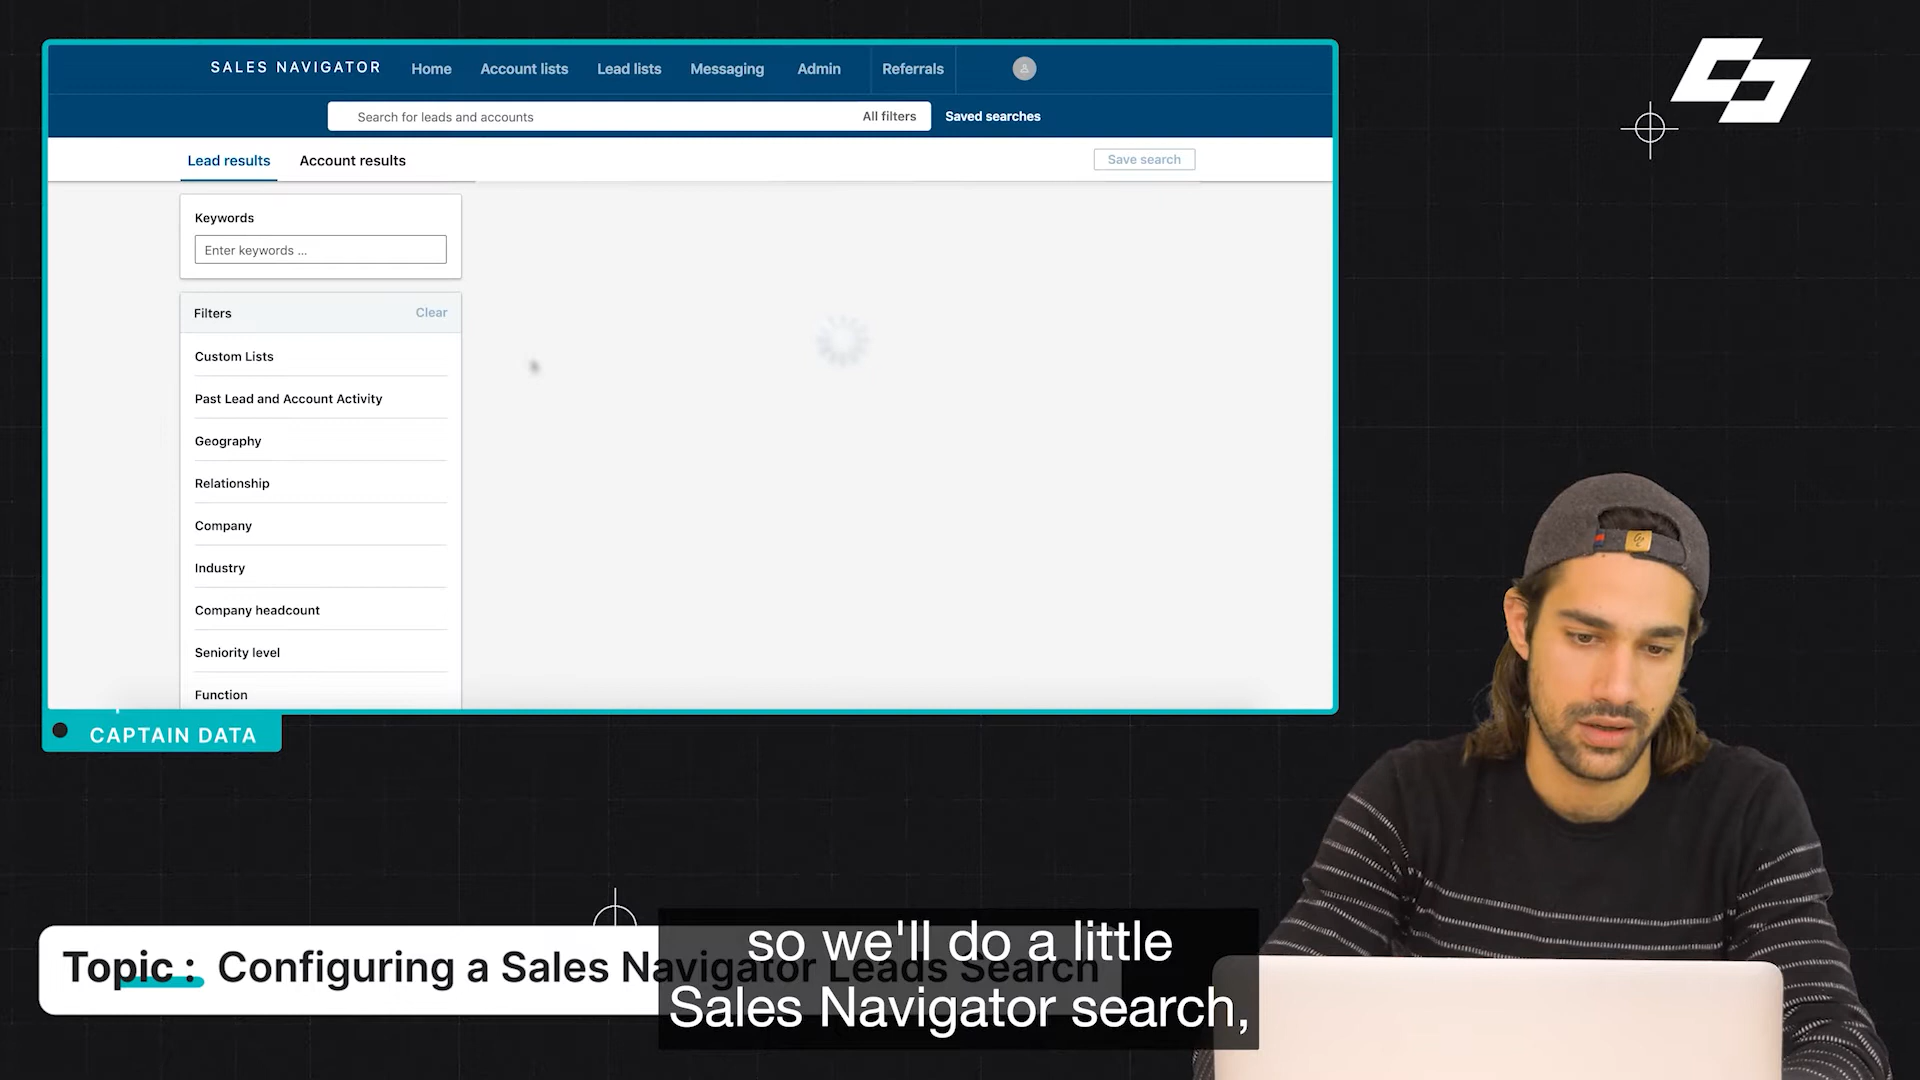 SALES NAVIGATOR Home Account lists Lead lists Messaging Admin Referrals
Search for leads and accounts All filters Saved searches
Lead results Account results Save search
Keywords
Enter keywords ...
Filters Clear
Custom Lists
Past Lead and Account Activity
Geography
Relationship
Company
Industry
Company headcount
Seniority level
Function
CAPTAIN DATA
Topic : Configuring a Sales Navigator Leads Search
so we'll do a little
Sales Navigator search,